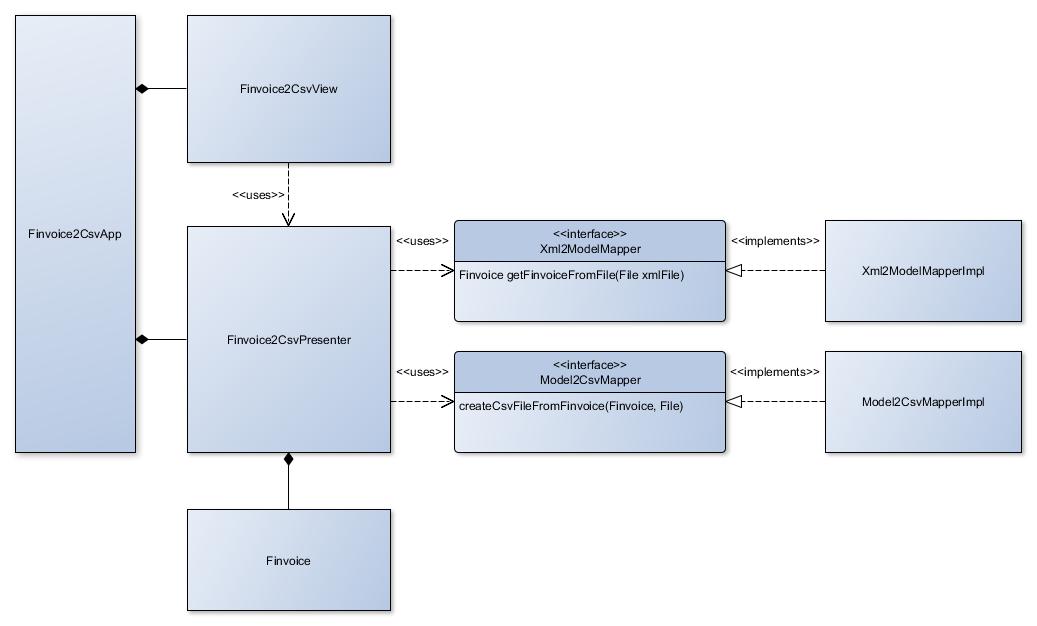 Finvoice2CsvApp
Finvoice2CsvView
<<uses>>
Finvoice2CsvPresenter
<<uses>>
<<interface>>
Xml2ModelMapper
Finvoice getFinvoiceFromFile(File xmlFile)
<<implements>>
Xml2ModelMapperImpl
<<uses>>
<<interface>>
Model2CsvMapper
createCsvFileFromFinvoice(Finvoice, File)
<<implements>>
Model2CsvMapperImpl
Finvoice